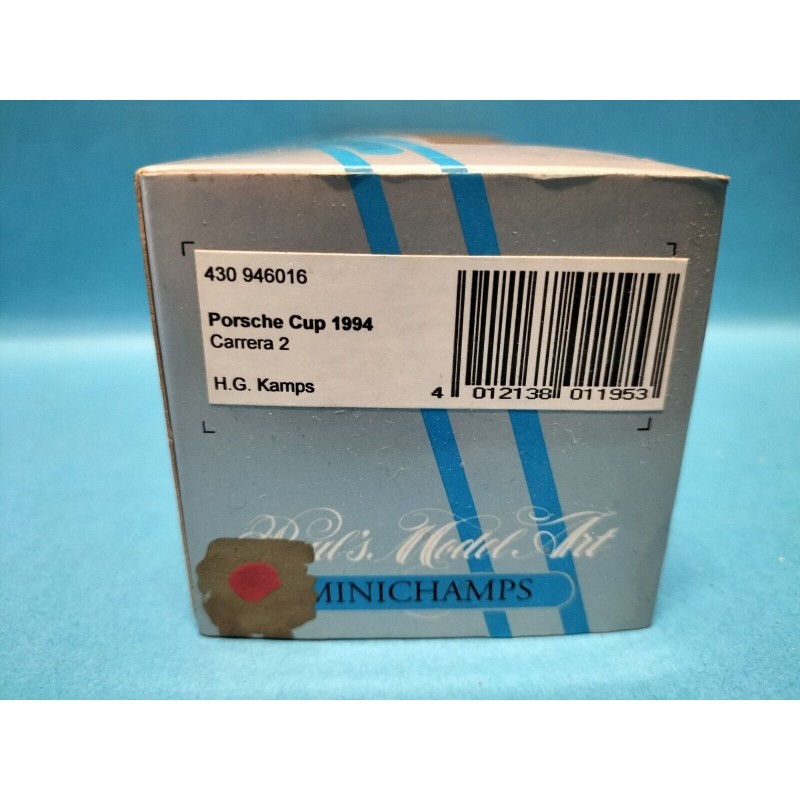 430 946016
Porsche Cup 1994
Carrera 2
H.G. Kamps
4 012138 011953
Paul's Model Art
MINICHAMPS